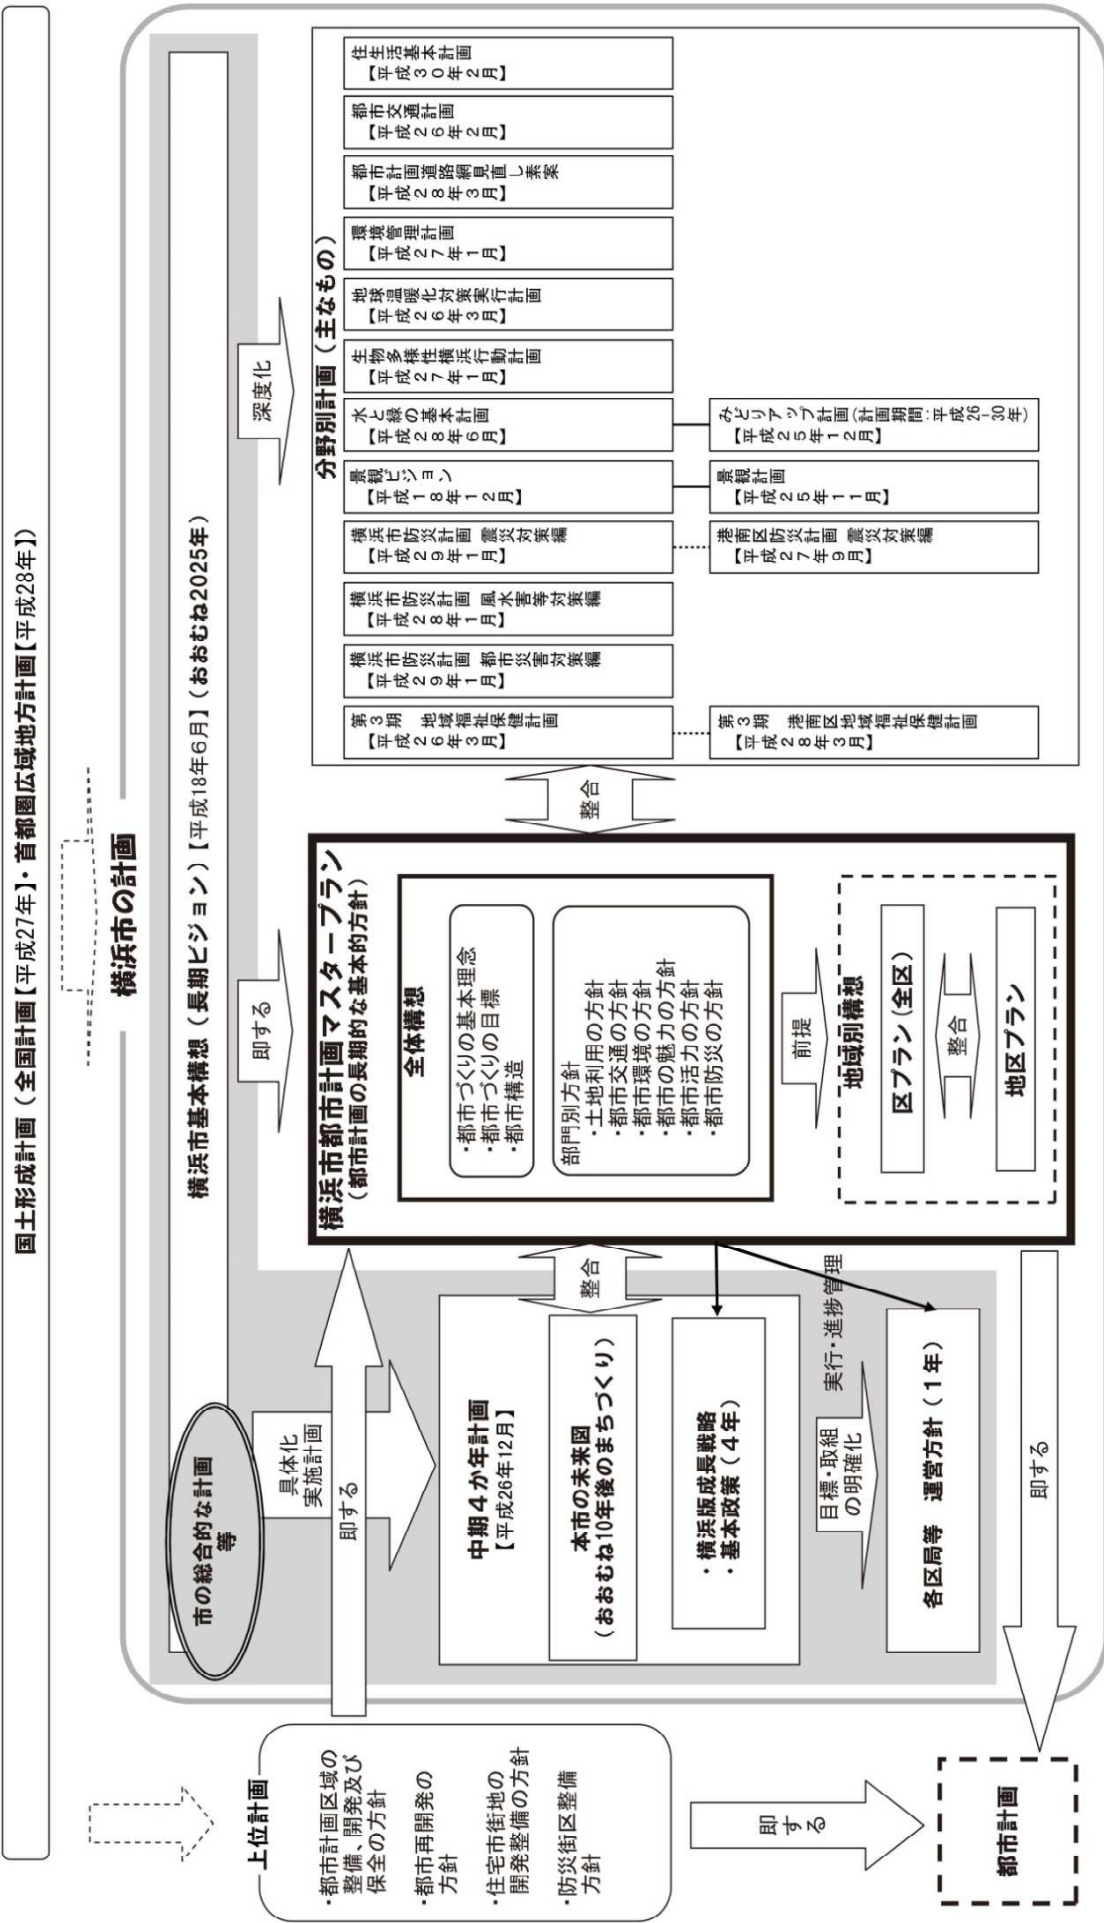 国土形成計画（全国計画【平成27年】・首都圏広域地方計画【平成28年】）
横浜市の計画
横浜市基本構想（長期ビジョン）【平成18年6月】（おおむね2025年）
市の総合的な計画
等
上位計画
・都市計画区域の
整備、開発及び
保全の方針
・都市再開発の
方針
・住宅市街地の
開発整備の方針
・防災街区整備
方針
即する
都市計画
具体化
実施計画
即する
中期４か年計画
【平成26年12月】
本市の未来図
（おおむね10年後のまちづくり）
・横浜版成長戦略
・基本政策（４年）
目標・取組
の明確化
実行・進捗管理
各区局等　運営方針（１年）
即する
整合
即する
横浜市都市計画マスタープラン
（都市計画の長期的な基本的方針）
全体構想
・都市づくりの基本理念
・都市づくりの目標
・都市構造
部門別方針
・土地利用の方針
・都市交通の方針
・都市環境の方針
・都市の魅力の方針
・都市活力の方針
・都市防災の方針
前提
地域別構想
区プラン（全区）
整合
地区プラン
整合
深度化
分野別計画（主なもの）
第３期　地域福祉保健計画
【平成２６年３月】
第３期　港南区地域福祉保健計画
【平成２８年３月】
横浜市防災計画　都市災害対策編
【平成２９年１月】
横浜市防災計画　風水害等対策編
【平成２８年１月】
横浜市防災計画　震災対策編
【平成２９年１月】
港南区防災計画　震災対策編
【平成２７年９月】
景観ビジョン
【平成１８年１２月】
景観計画
【平成２５年１１月】
水と緑の基本計画
【平成２８年６月】
みどりアップ計画（計画期間：平成26-30年）
【平成２５年１２月】
生物多様性横浜行動計画
【平成２７年１月】
地球温暖化対策実行計画
【平成２６年３月】
環境管理計画
【平成２７年１月】
都市計画道路網見直し素案
【平成２８年３月】
都市交通計画
【平成２６年２月】
住生活基本計画
【平成３０年２月】